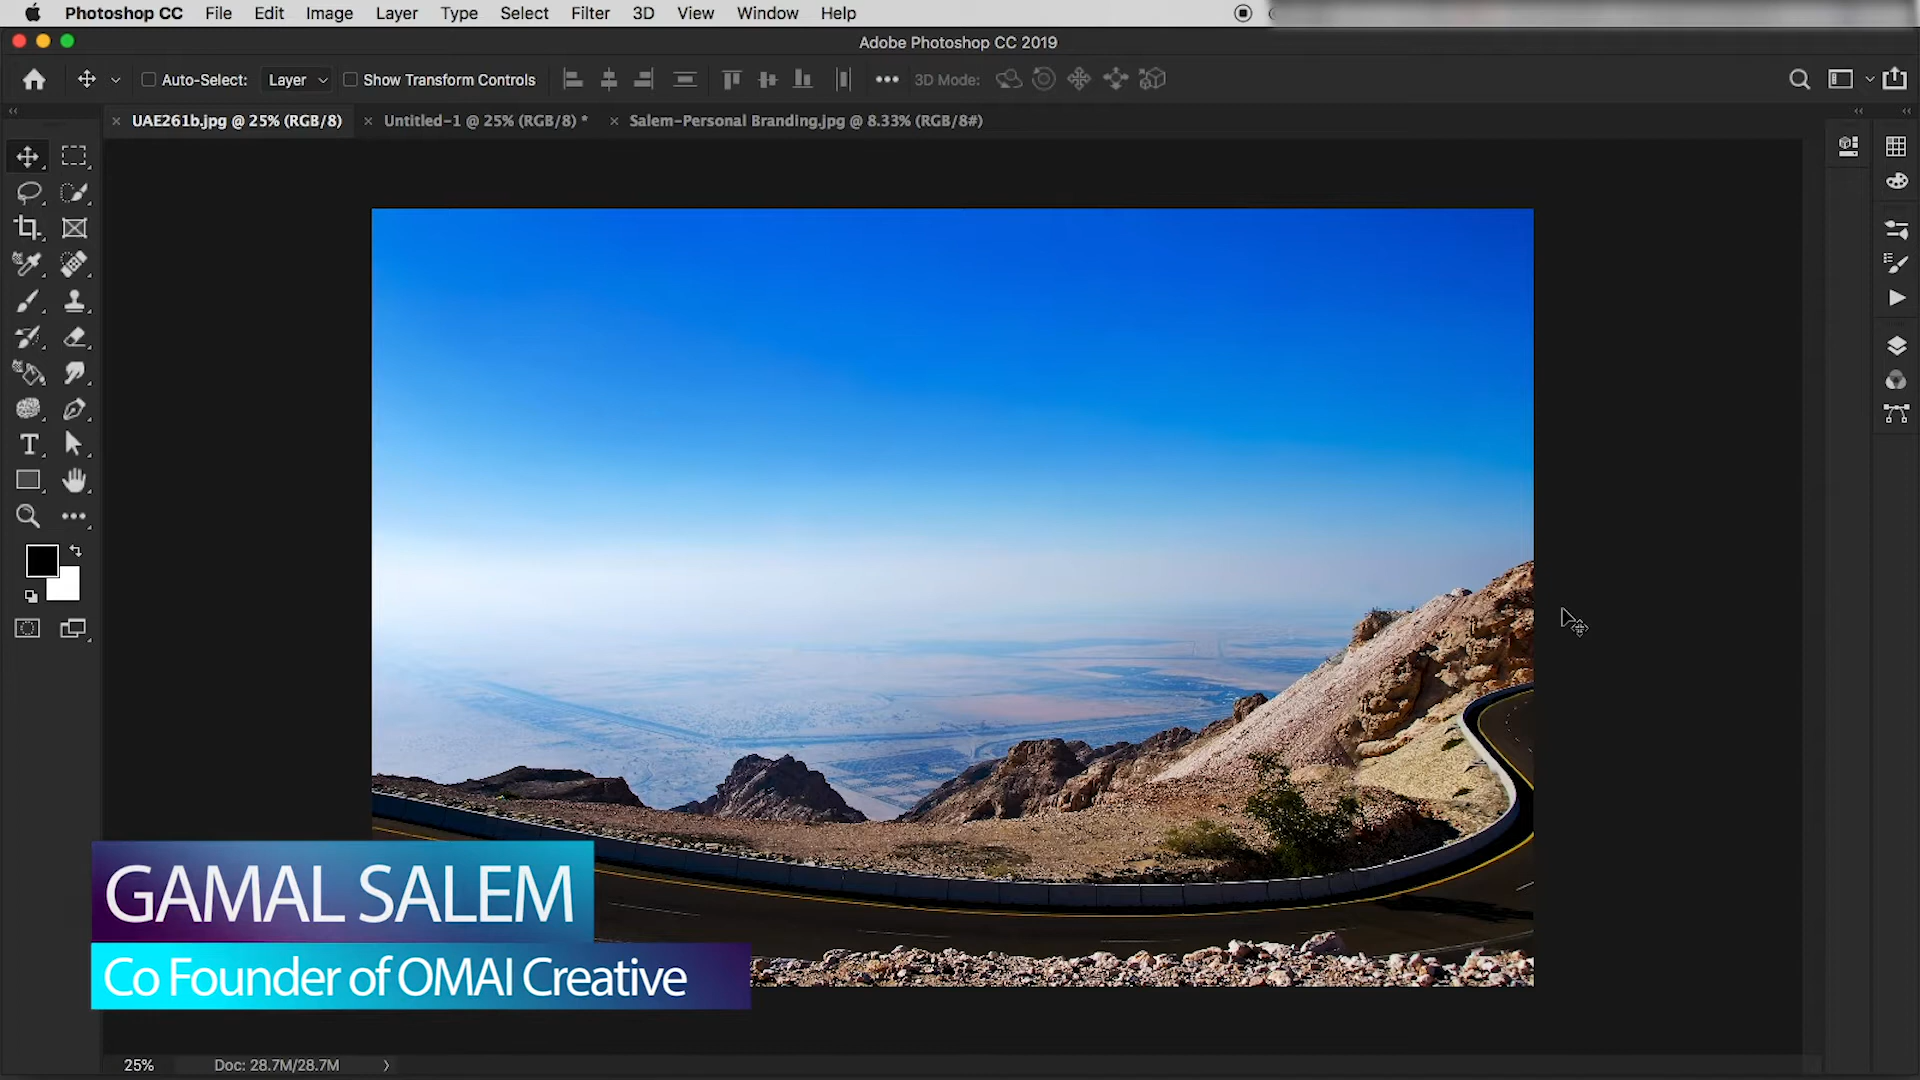 Photoshop CC File Edit Image Layer Type Select Filter 3D View Window Help
Adobe Photoshop CC 2019
Auto-Select: Layer Show Transform Controls 3D Mode:
UAE261b.jpg @ 25% (RGB/8) Untitled-1 @ 25% (RGB/8) * Salem-Personal Branding.jpg @ 8.33% (RGB/8#)
GAMAL SALEM
Co Founder of OMAI Creative
25% Doc: 28.7M/28.7M